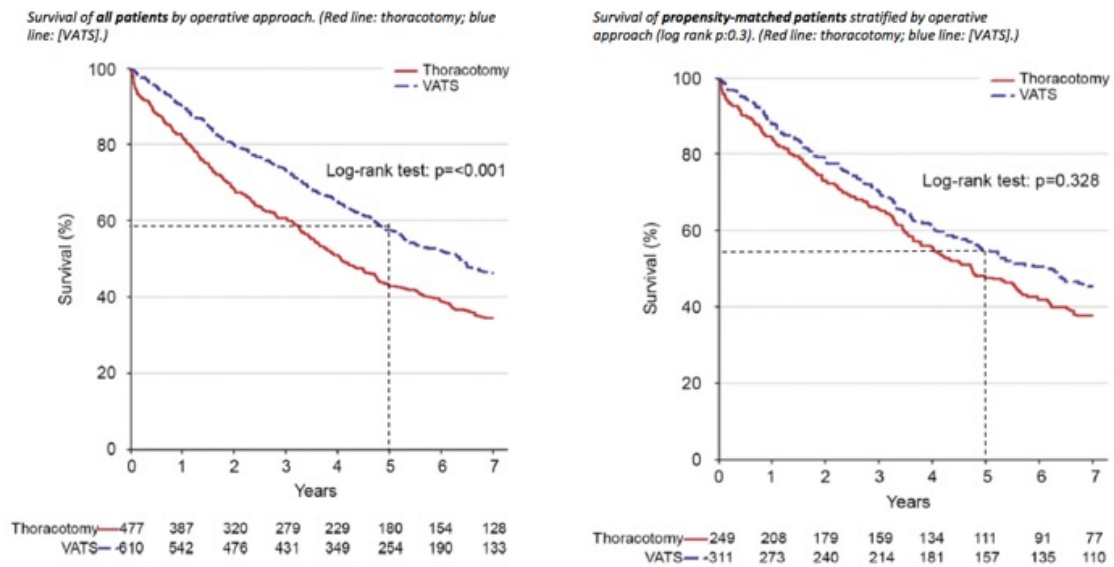 Survival of all patients by operative approach. (Red line: thoracotomy; blue
line: [VATS].)
100
80
60
40
20
0
Survival (%)
Thoracotomy
VATS
Log-rank test: p=<0.001
0 1 2 3 4 5 6 7
Years
Thoracotomy 477 387 320 279 229 180 154 128
VATS 610 542 476 431 349 254 190 133
Survival of propensity-matched patients stratified by operative
approach (log rank p:0.3). (Red line: thoracotomy; blue line: [VATS].)
100
80
60
40
20
0
Survival (%)
Thoracotomy
VATS
Log-rank test: p=0.328
0 1 2 3 4 5 6 7
Years
Thoracotomy 249 208 179 159 134 111 91 77
VATS 311 273 240 214 181 157 135 110